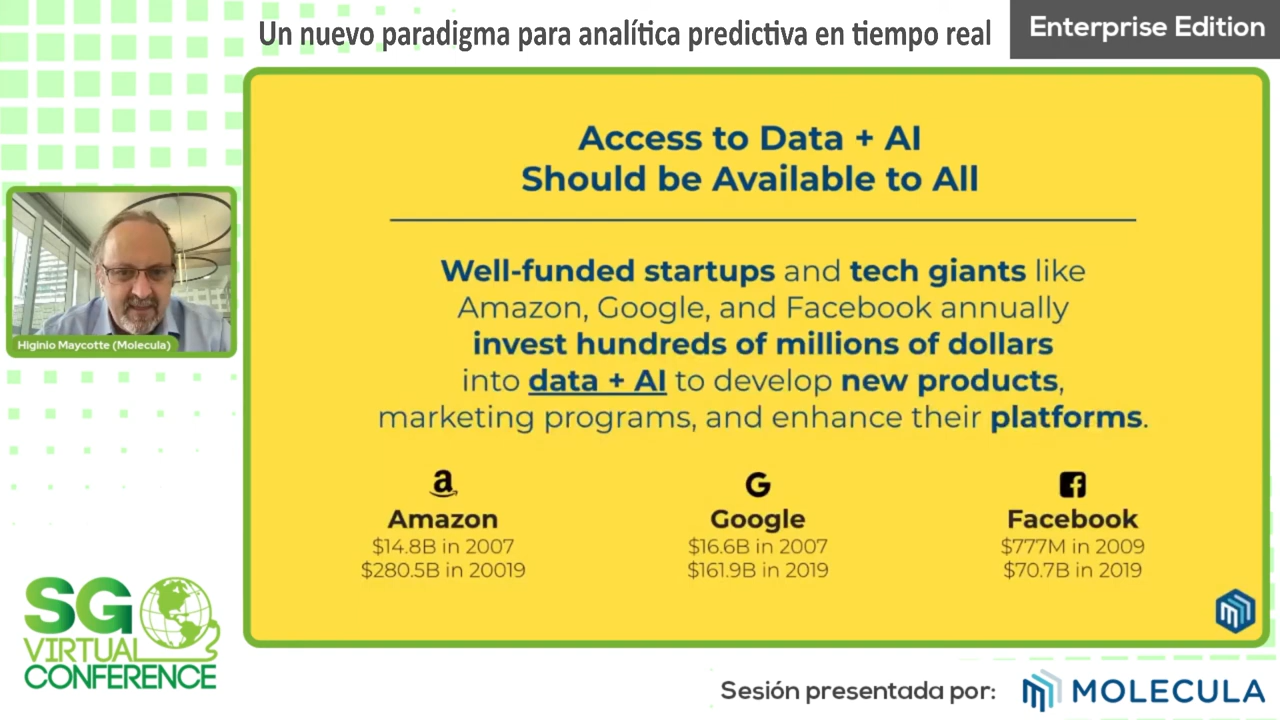 Un nuevo paradigma para analítica predictiva en tiempo real
Enterprise Edition
Access to Data + AI
Should be Available to All
Well-funded startups and tech giants like
Amazon, Google, and Facebook annually
invest hundreds of millions of dollars
into data + AI to develop new products,
marketing programs, and enhance their platforms.
Amazon
$14.8B in 2007
$280.5B in 20019
Google
$16.6B in 2007
$161.9B in 2019
Facebook
$777M in 2009
$70.7B in 2019
Higinio Maycotte (Molecula)
SG
VIRTUAL
CONFERENCE
Sesión presentada por:
MOLECULA